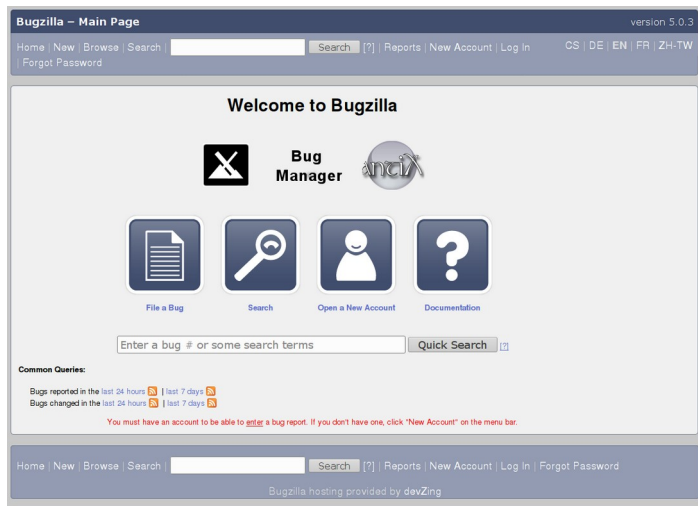 Bugzilla – Main Page
version 5.0.3
Home | New | Browse | Search | Search [?] | Reports | New Account | Log In
| Forgot Password
CS | DE | EN | FR | ZH-TW
Welcome to Bugzilla
Bug
Manager
antiX
File a Bug
Search
Open a New Account
Documentation
Enter a bug # or some search terms
Quick Search [?]
Common Queries:
Bugs reported in the last 24 hours | last 7 days
Bugs changed in the last 24 hours | last 7 days
You must have an account to be able to enter a bug report. If you don't have one, click "New Account" on the menu bar.
Home | New | Browse | Search | Search [?] | Reports | New Account | Log In | Forgot Password
Bugzilla hosting provided by devZing